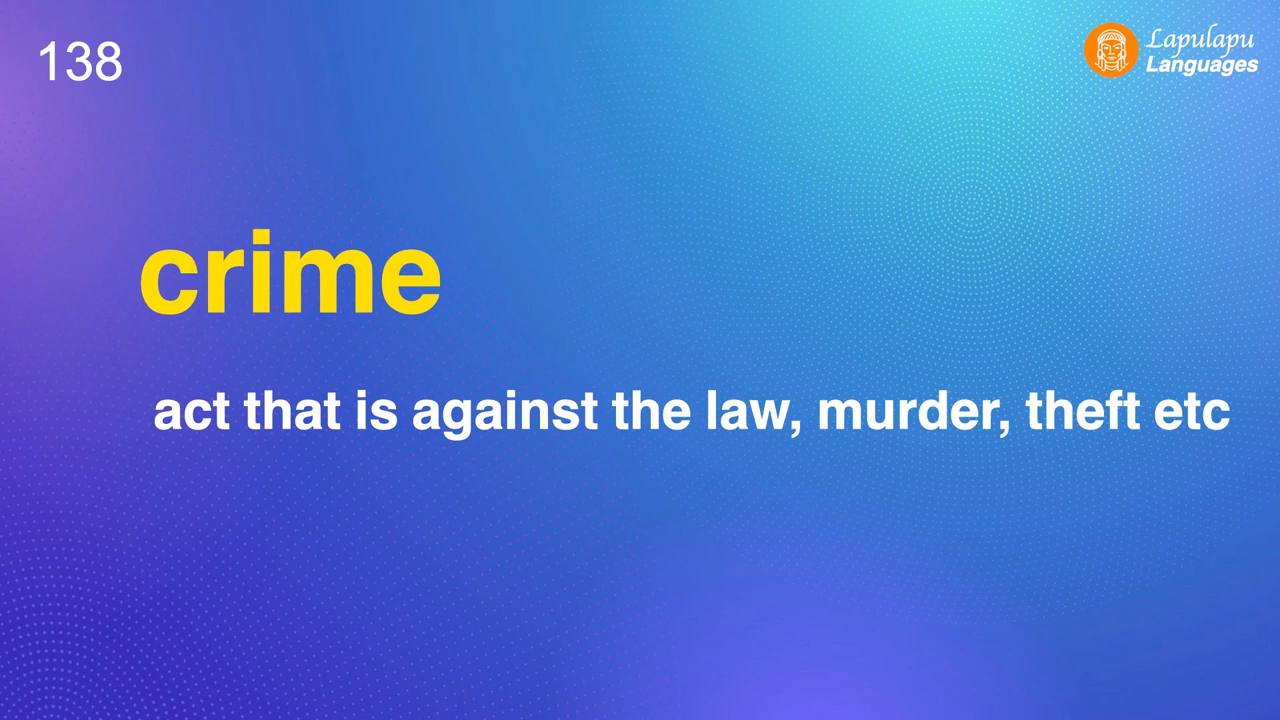 138
Lapulapu
Languages
crime
act that is against the law, murder, theft etc